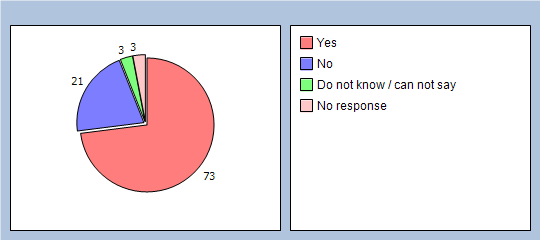 3 3
21
73
Yes
No
Do not know / can not say
No response